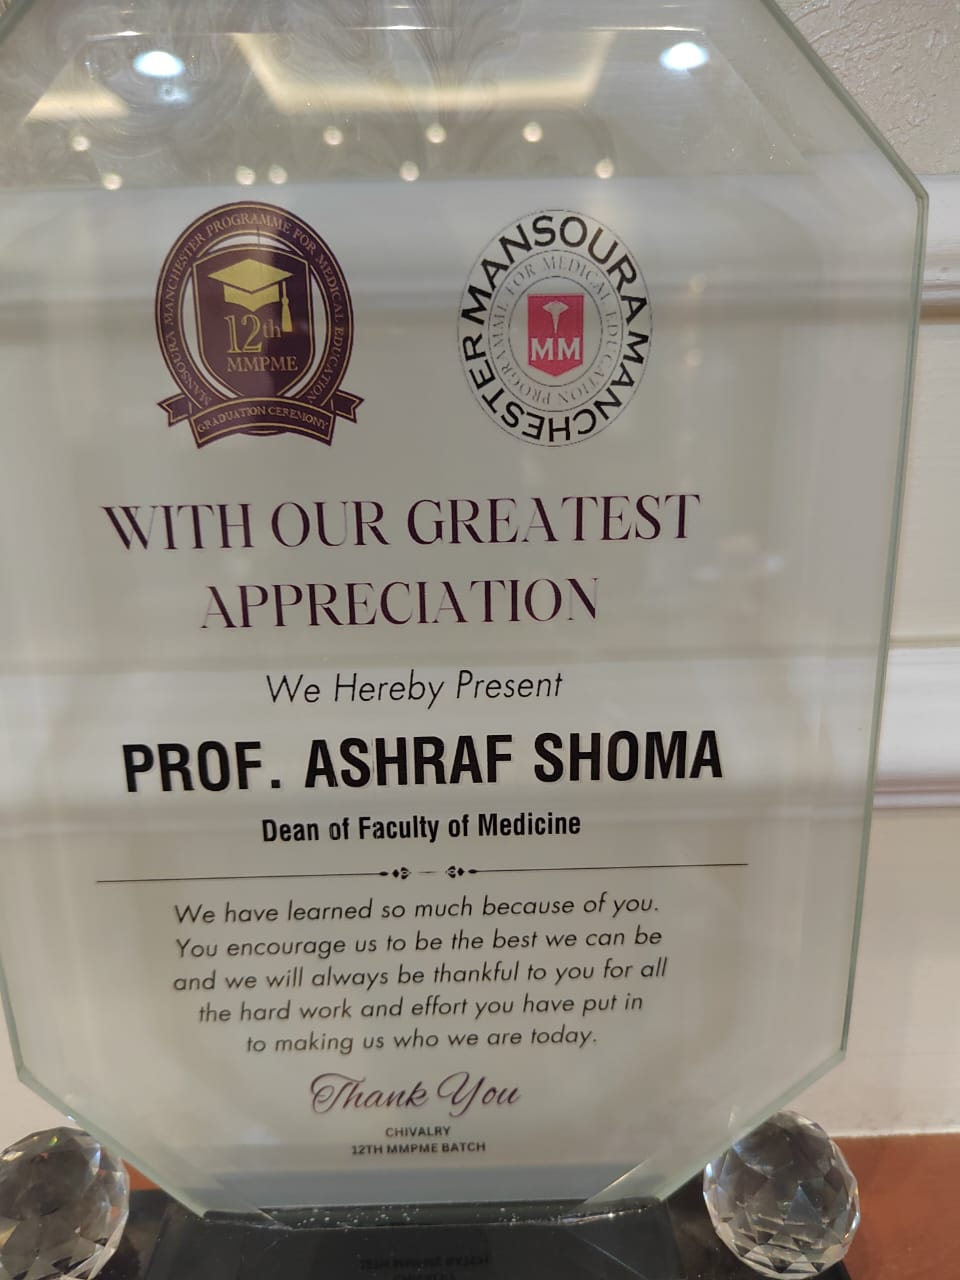 MANSOURA MANCHESTER PROGRAMME FOR MEDICAL EDUCATION
12th
MMPME
GRADUATION CEREMONY
MANSOURA MANCHESTER
PROGRAMME FOR MEDICAL EDUCATION
MM
WITH OUR GREATEST
APPRECIATION
We Hereby Present
PROF. ASHRAF SHOMA
Dean of Faculty of Medicine
We have learned so much because of you.
You encourage us to be the best we can be
and we will always be thankful to you for all
the hard work and effort you have put in
to making us who we are today.
Thank You
CHIVALRY
12TH MMPME BATCH